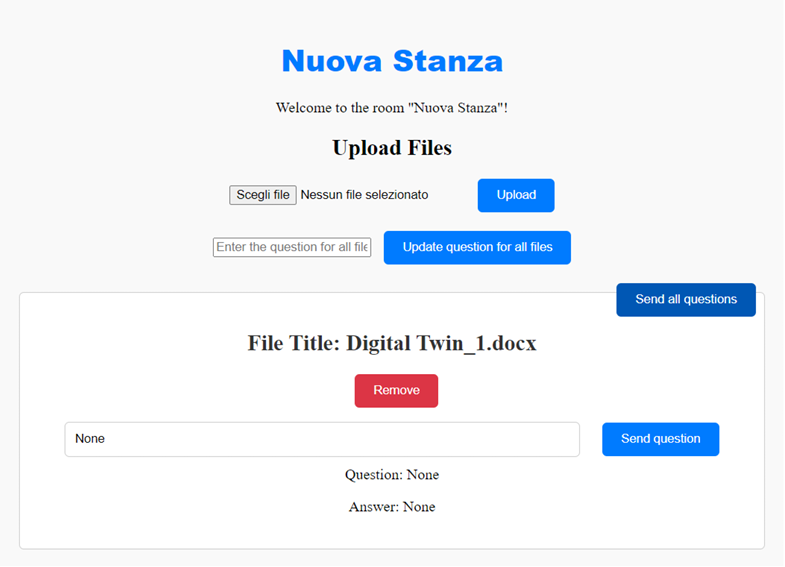 Nuova Stanza
Welcome to the room "Nuova Stanza"!
Upload Files
Scegli file Nessun file selezionato Upload
Enter the question for all file Update question for all files
Send all questions
File Title: Digital Twin_1.docx
Remove
None Send question
Question: None
Answer: None